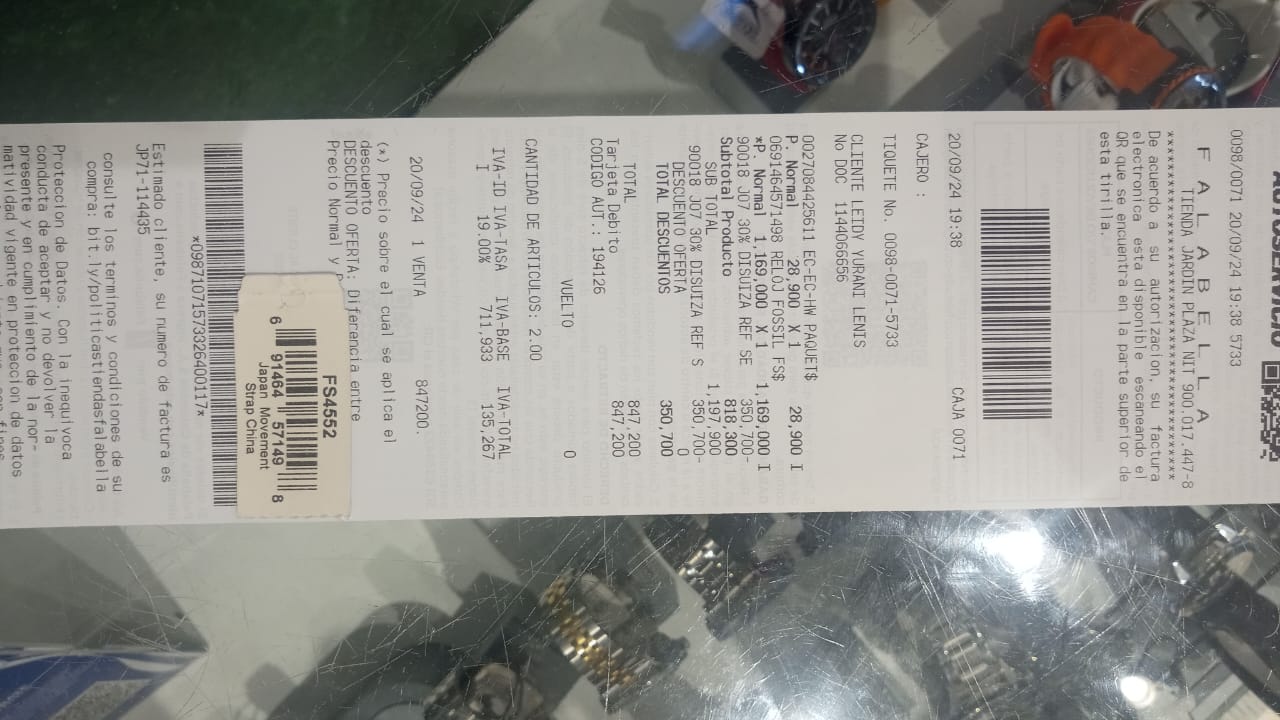 AUTOSERVICIO
0098/0071 20/09/24 19:38 5733
F A L A B E L L A
TIENDA JARDIN PLAZA NIT 900.017.447-8
****************************************
De acuerdo a su autorizacion, su factura
electronica esta disponible escaneando el
QR que se encuentra en la parte superior de
esta tirilla.
20/09/24 19:38 CAJA 0071
CAJERO :
TIQUETE No. 0098-0071-5733
CLIENTE LEIDY YURANI LENTS
No DOC 1144066656
0027084425611 EC-EC-HW PAQUET$
P. Normal 28,900 X 1 28,900 I
0691464571498 RELOJ FOSSIL FS$
*P. Normal 1.169,000 X 1 1,169,000 I
90018 J07 30% DISUIZA REF SE 350,700-
Subtotal Producto 818,300
SUB TOTAL 1,197,900
90018 J07 30% DISUIZA REF S 350,700-
DESCUENTO OFERTA 0
TOTAL DESCUENTOS 350,700
TOTAL 847,200
Tarjeta Debito 847,200
CODIGO AUT.: 194126
VUELTO 0
CANTIDAD DE ARTICULOS: 2.00
IVA-ID IVA-TASA IVA-BASE IVA-TOTAL
I 19.00% 711.933 135,267
20/09/24 1 VENTA 847200.
(*) Precio sobre el cual se aplica el
descuento
DESCUENTO OFERTA: Diferencia entre
Precio Normal y P
FS4552
6 91464 57149 8
Japan Movement
Strap China
*09871071573326400117*
Estimado cliente, su numero de factura es
JP71-114435
consulte los terminos y condiciones de su
compra: bit.ly/politicastiendasfalabella
Proteccion de Datos. Con la inequivoca
conducta de aceptar y no devolver la
presente y en cumplimiento de la nor-
matividad vigente en proteccion de datos